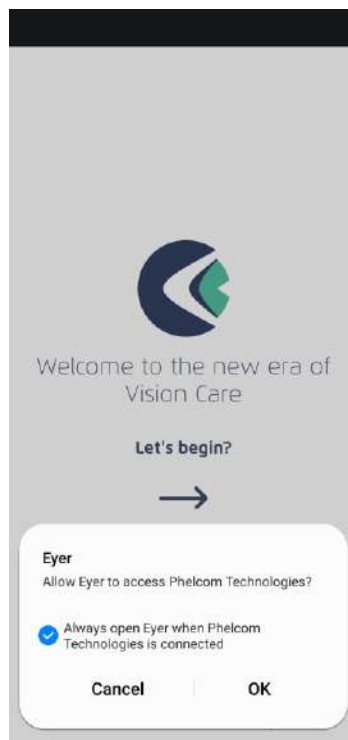 Welcome to the new era of
Vision Care
Let's begin?
Eyer
Allow Eyer to access Phelcom Technologies?
Always open Eyer when Phelcom
Technologies is connected
Cancel OK